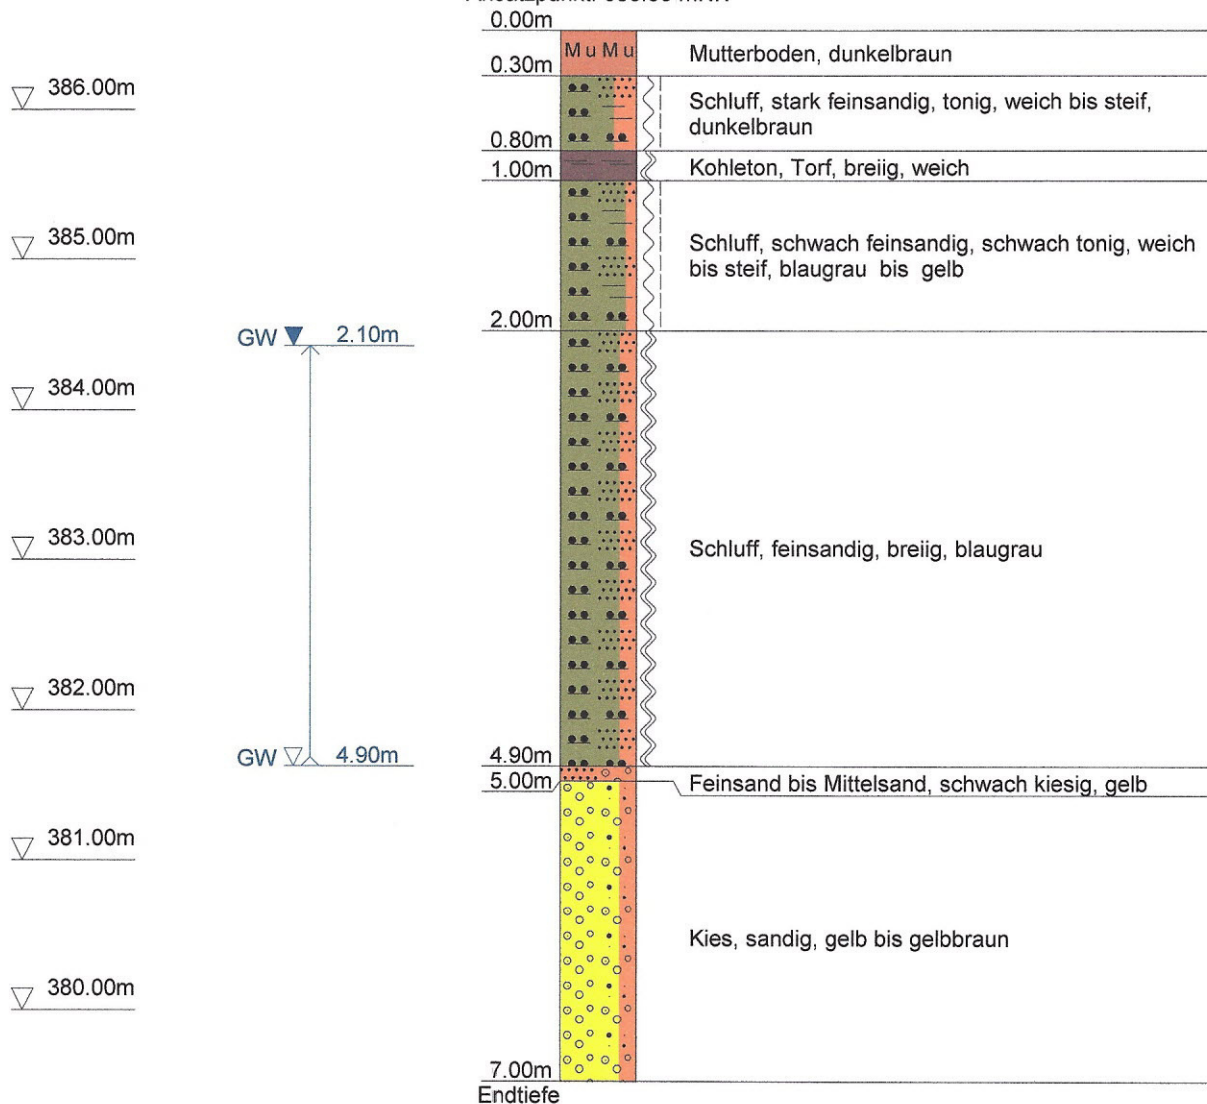 0.00m
Mu Mu
Mutterboden, dunkelbraun
0.30m
386.00m
Schluff, stark feinsandig, tonig, weich bis steif,
dunkelbraun
0.80m
1.00m
Kohleton, Torf, breiig, weich
385.00m
Schluff, schwach feinsandig, schwach tonig, weich
bis steif, blaugrau bis gelb
2.00m
GW 2.10m
384.00m
383.00m
Schluff, feinsandig, breiig, blaugrau
382.00m
GW 4.90m
4.90m
5.00m
Feinsand bis Mittelsand, schwach kiesig, gelb
381.00m
Kies, sandig, gelb bis gelbbraun
380.00m
7.00m
Endtiefe